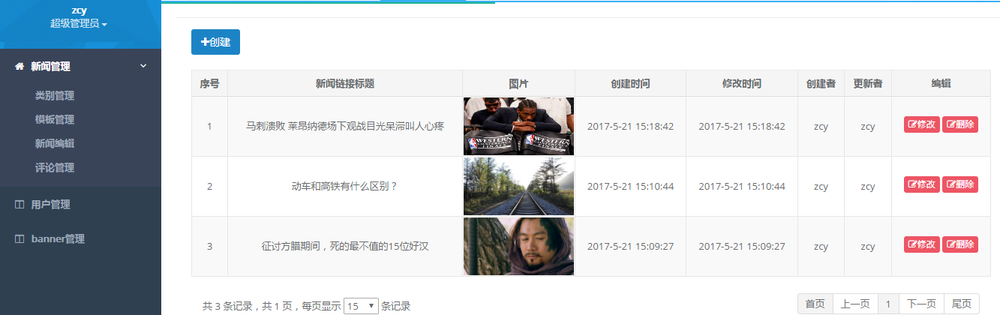 zcy
超级管理员
新闻管理
类别管理
模板管理
新闻编辑
评论管理
用户管理
banner管理
创建
序号 新闻链接标题 图片 创建时间 修改时间 创建者 更新者 编辑
1 马刺溃败 莱昂纳德场下观战目光呆滞叫人心疼 2017-5-21 15:18:42 2017-5-21 15:18:42 zcy zcy 修改 删除
WESTERN WESTERN
2 动车和高铁有什么区别？ 2017-5-21 15:10:44 2017-5-21 15:10:44 zcy zcy 修改 删除
3 征讨方腊期间，死的最不值的15位好汉 2017-5-21 15:09:27 2017-5-21 15:09:27 zcy zcy 修改 删除
共 3 条记录，共 1 页，每页显示 15 条记录
首页 上一页 1 下一页 尾页